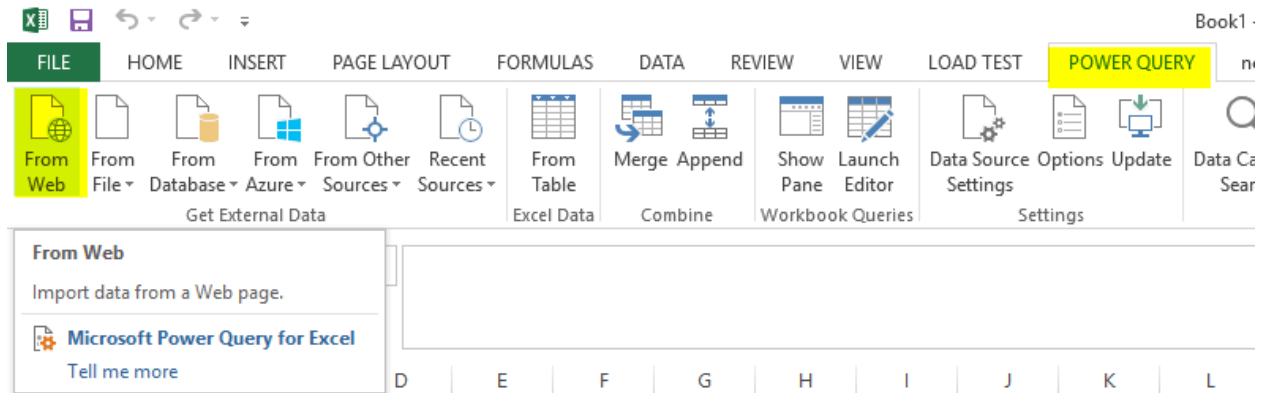 Book1 -
FILE HOME INSERT PAGE LAYOUT FORMULAS DATA REVIEW VIEW LOAD TEST POWER QUERY
From From From From From Other Recent From Merge Append Show Launch Data Source Options Update Data Ca
Web File Database Azure Sources Sources Table Pane Editor Settings Sear
Get External Data Excel Data Combine Workbook Queries Settings
From Web
Import data from a Web page.
Microsoft Power Query for Excel
Tell me more
D E F G H I J K L